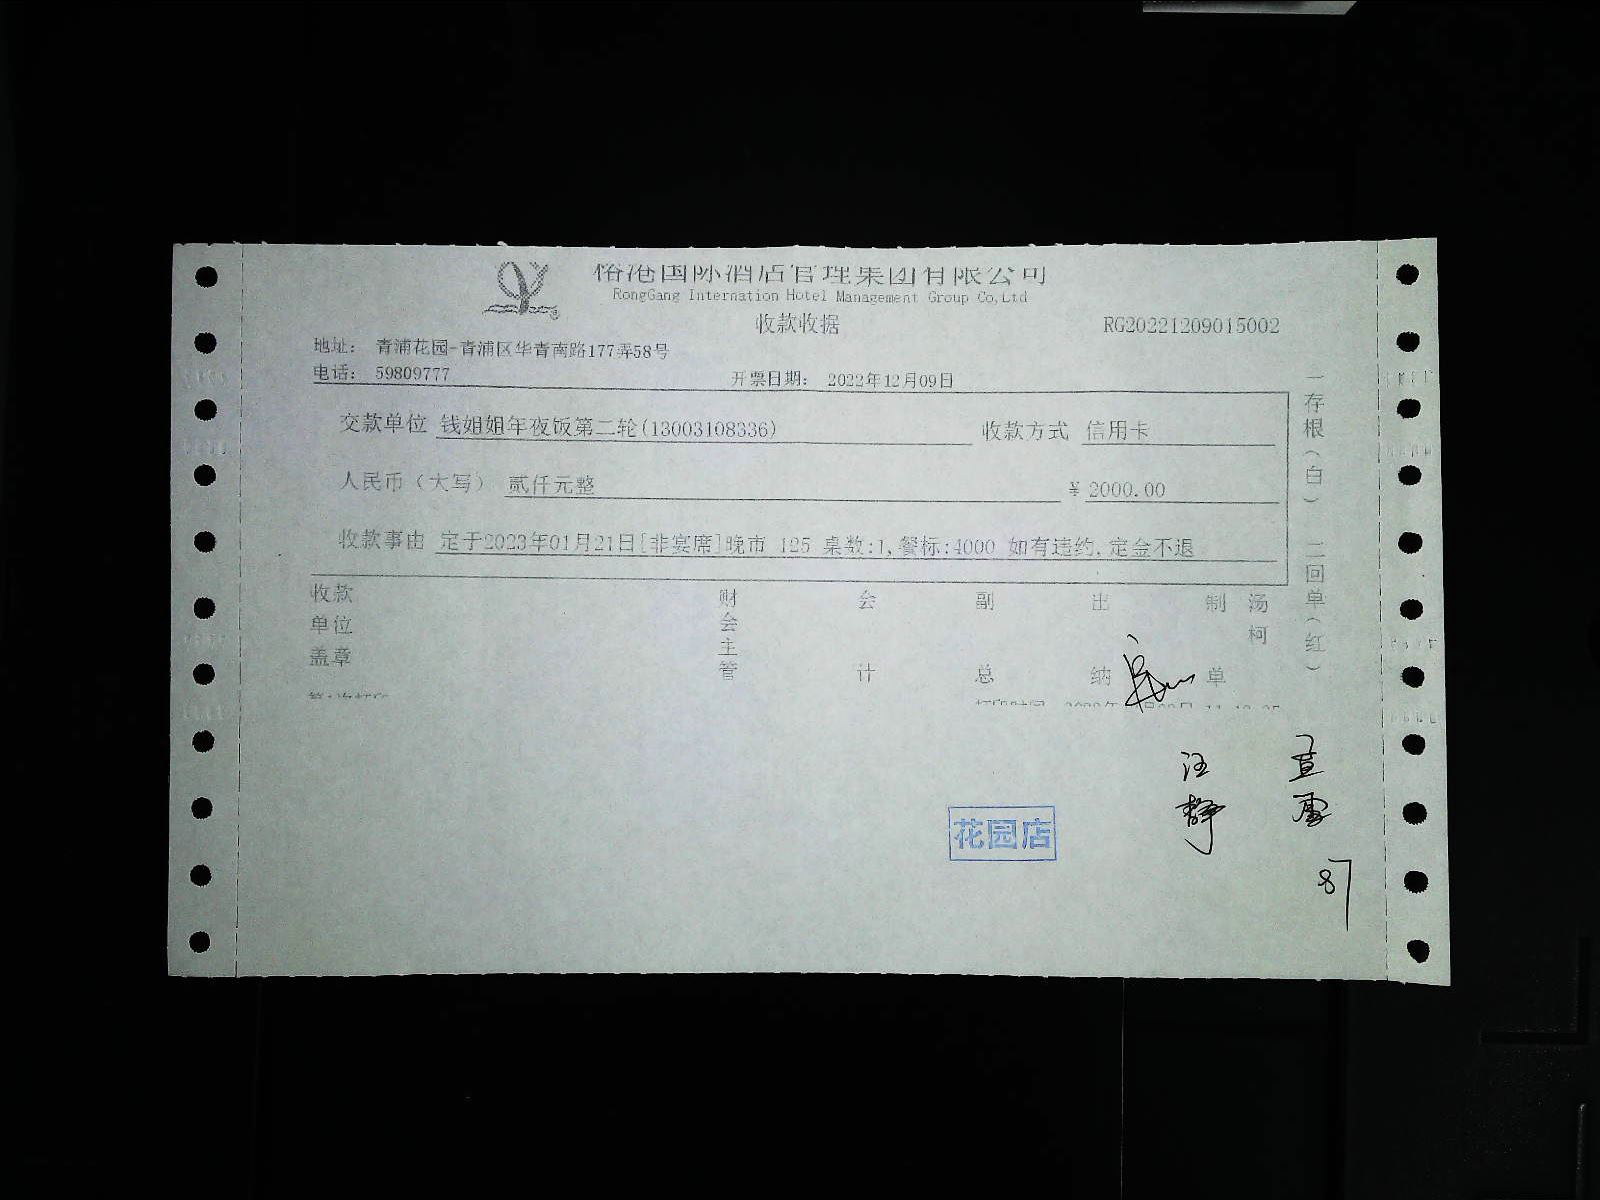 国际酒店管理集团有限公司
RongGang Internation Hotel Management Group Co,Ltd
收款收据
RG20221209015002
地址： 青浦花园-青浦区华青南路177弄58号
电话： 59809777
开票日期： 2022年12月09日
交款单位 钱姐姐年夜饭第二轮(13003108336) 收款方式 信用卡
人民币（大写） 贰仟元整 ¥ 2000.00
收款事由 定于2023年01月21日[非宴席]晚市 125 桌数:1,餐标:4000 如有违约,定金不退
收款单位盖章 财会主管 会计 副总 出纳 制单 汤柯
一存根（白） 二回单（红）
汪静
87
花园店